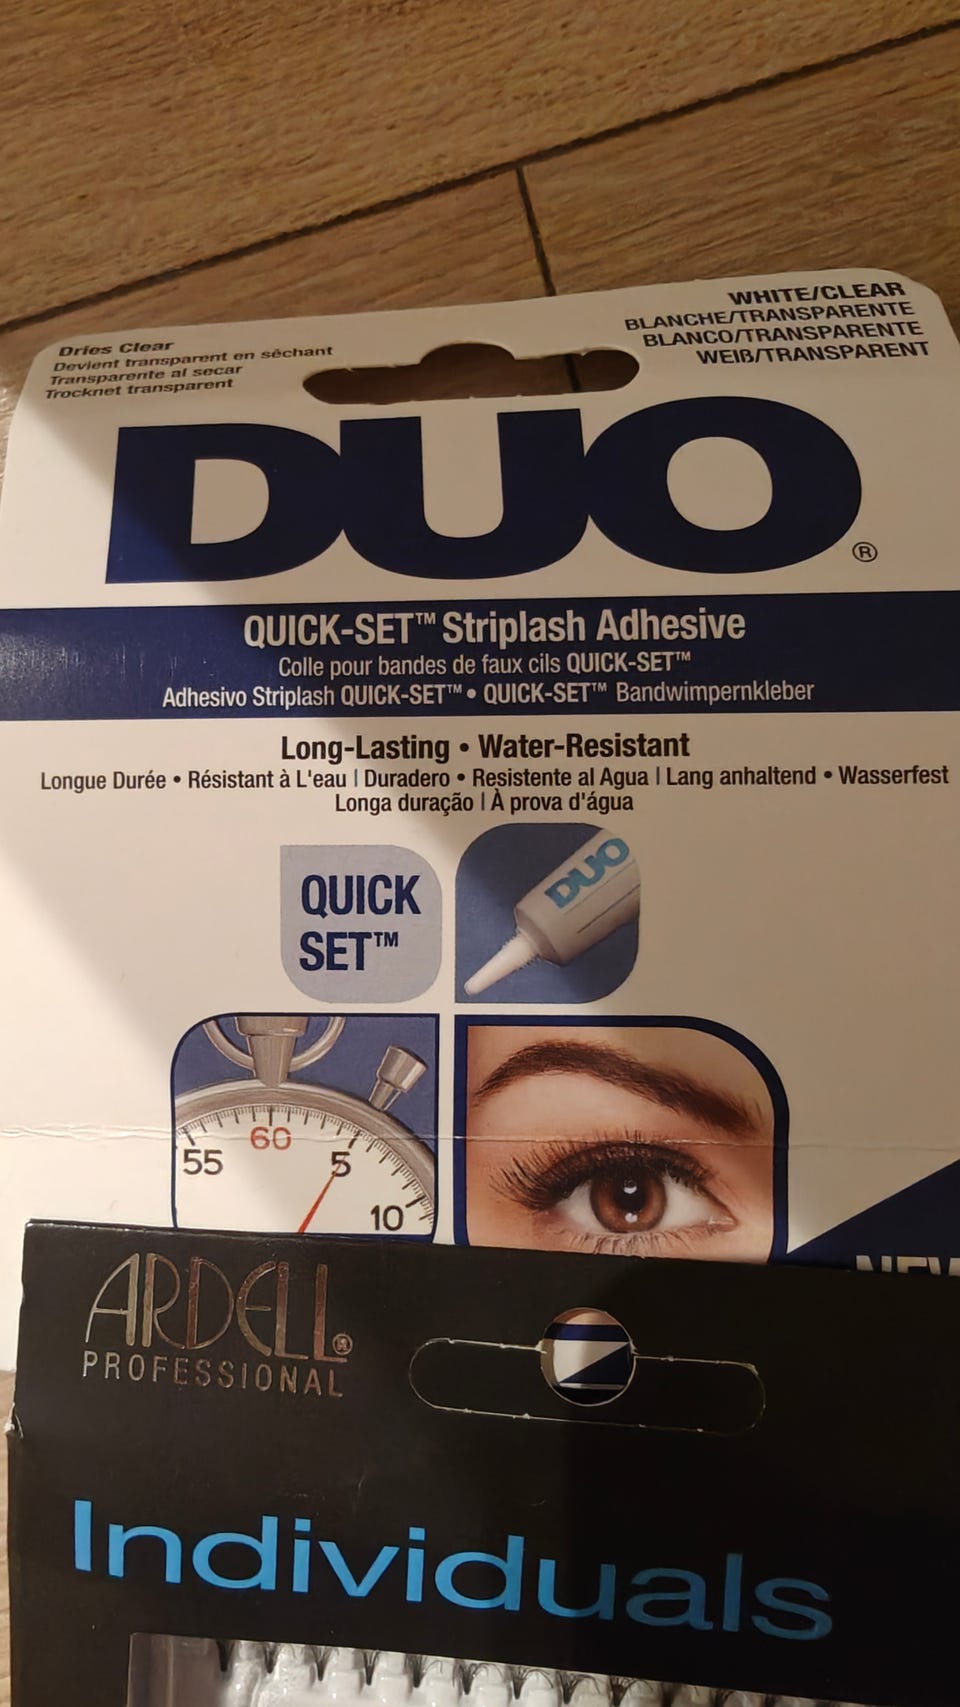 Dries Clear
Devient transparent en séchant
Transparente al secar
Trocknet transparent
WHITE/CLEAR
BLANCHE/TRANSPARENTE
BLANCO/TRANSPARENTE
WEIẞ/TRANSPARENT
DUO®
QUICK-SET™ Striplash Adhesive
Colle pour bandes de faux cils QUICK-SET™
Adhesivo Striplash QUICK-SET™ • QUICK-SET™ Bandwimpernkleber
Long-Lasting • Water-Resistant
Longue Durée • Résistant à L'eau | Duradero • Resistente al Agua | Lang anhaltend • Wasserfest
Longa duração | À prova d'água
QUICK
SET™
DUO
55 60 5 10
ARDELL®
PROFESSIONAL
Individuals